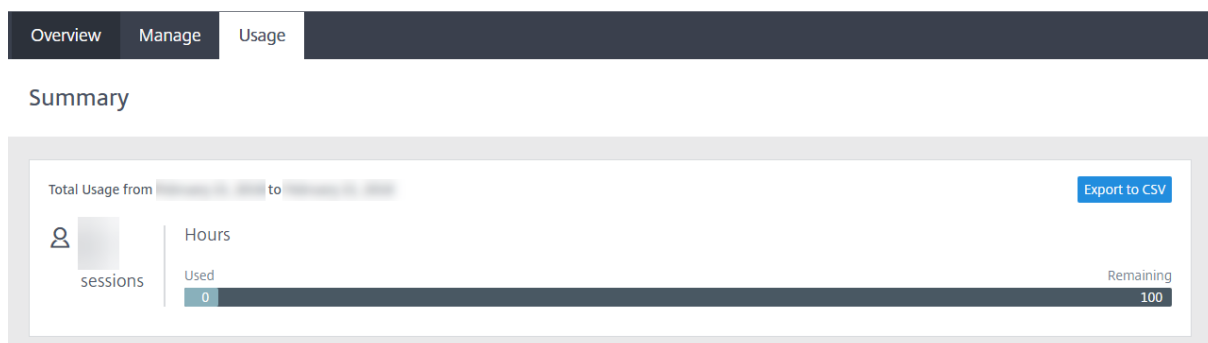 Overview Manage Usage
Summary
Total Usage from to
Export to CSV
Hours
sessions
Used Remaining
0 100